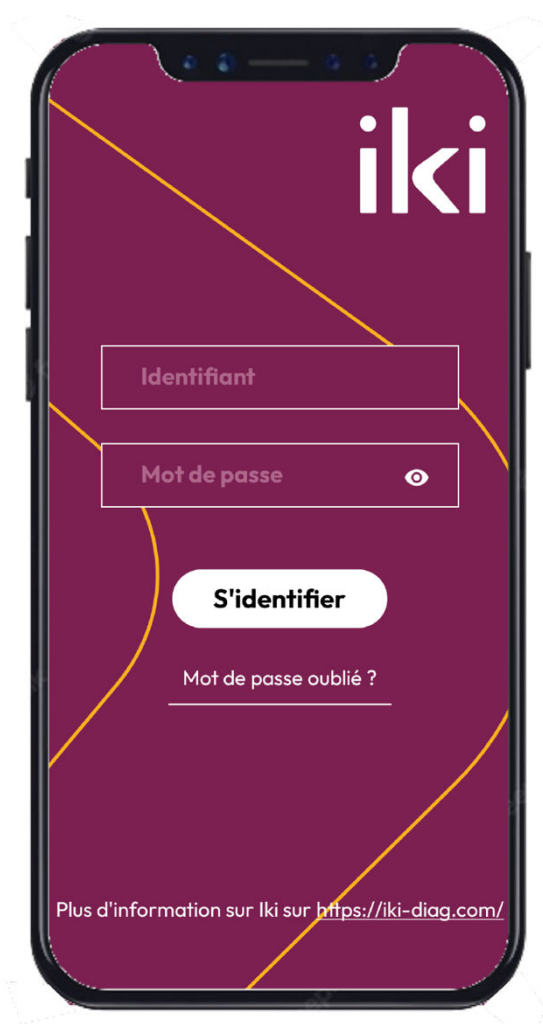 iki
Identifiant
Mot de passe
S'identifier
Mot de passe oublié ?
Plus d'information sur Iki sur https://iki-diag.com/